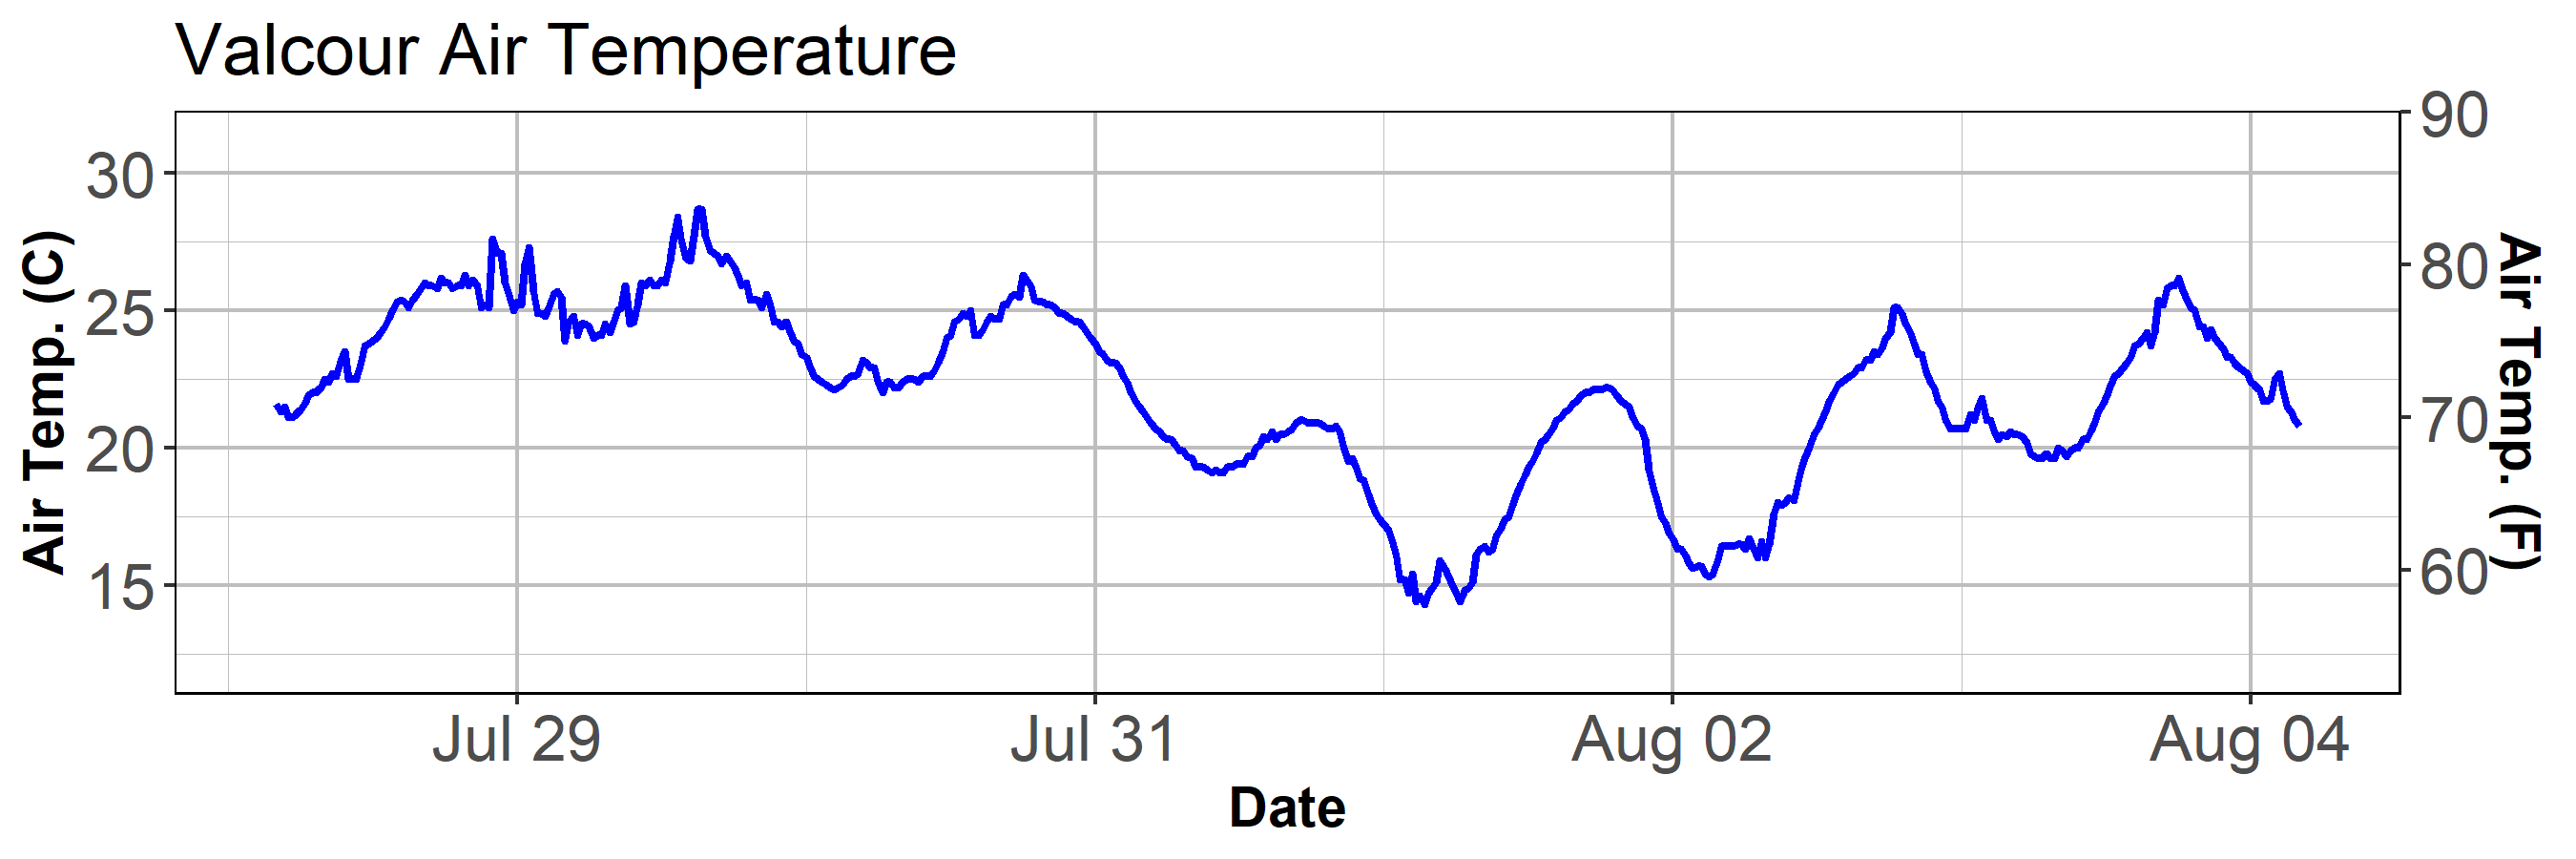 Valcour Air Temperature
90
30
80
25
70
20
60
15
Air Temp. (C)
Air Temp. (F)
Jul 29
Jul 31
Aug 02
Aug 04
Date